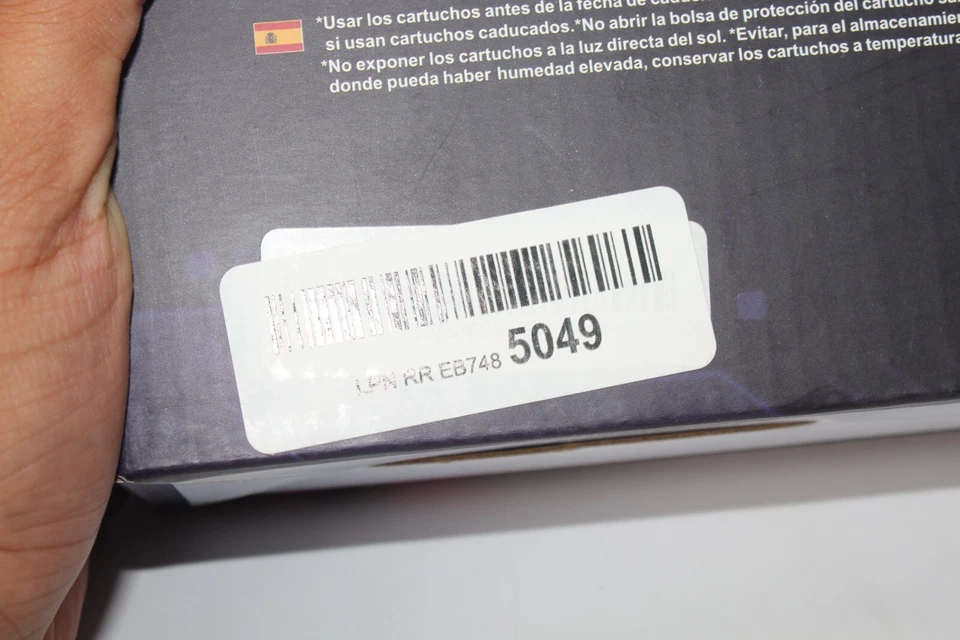 *Usar los cartuchos antes de la fecha de
si usan cartuchos caducados.*No abrir la bolsa de protección del cartucho
*No exponer los cartuchos a la luz directa del sol. *Evitar, para el
donde pueda haber humedad elevada, conservar los cartuchos a
LPN RR EB748 5049